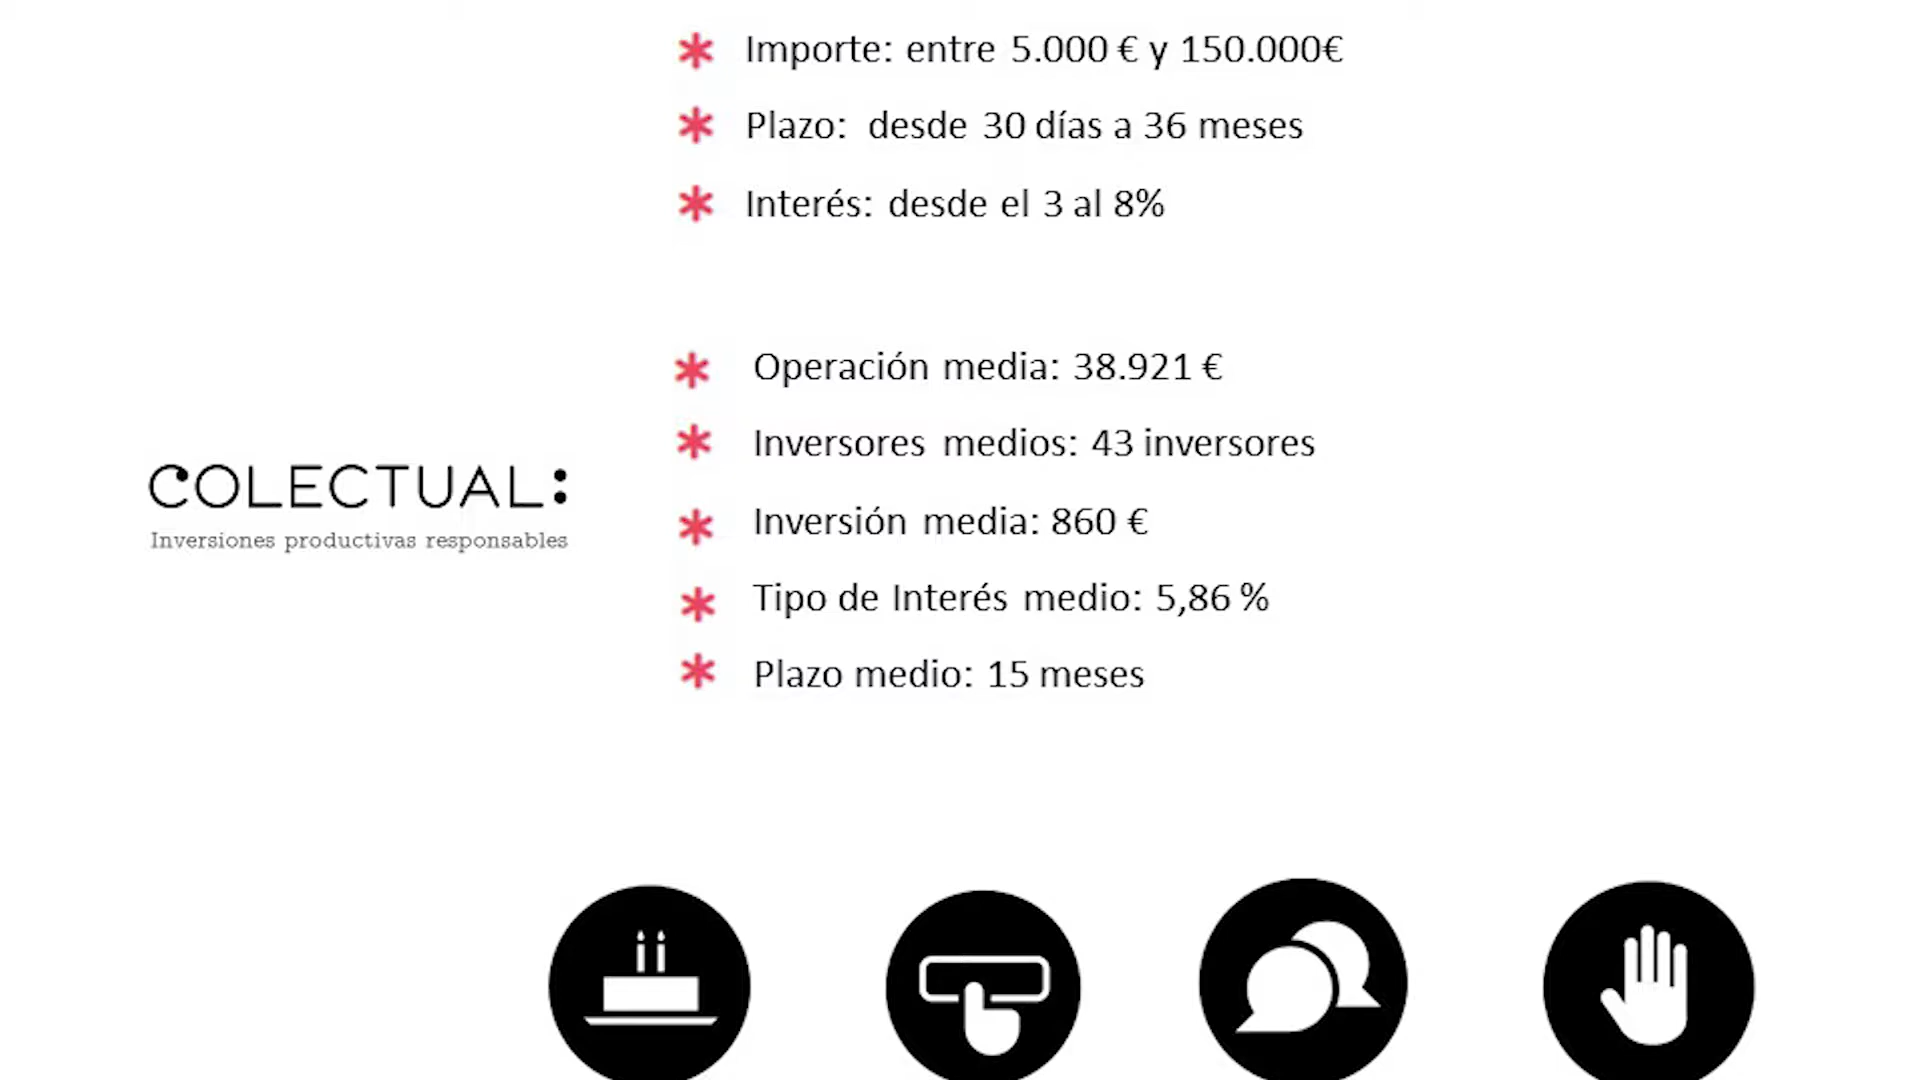 Importe: entre 5.000 € y 150.000€
Plazo: desde 30 días a 36 meses
Interés: desde el 3 al 8%
Operación media: 38.921 €
Inversores medios: 43 inversores
Inversión media: 860 €
Tipo de Interés medio: 5,86 %
Plazo medio: 15 meses
COLECTUAL:
Inversiones productivas responsables